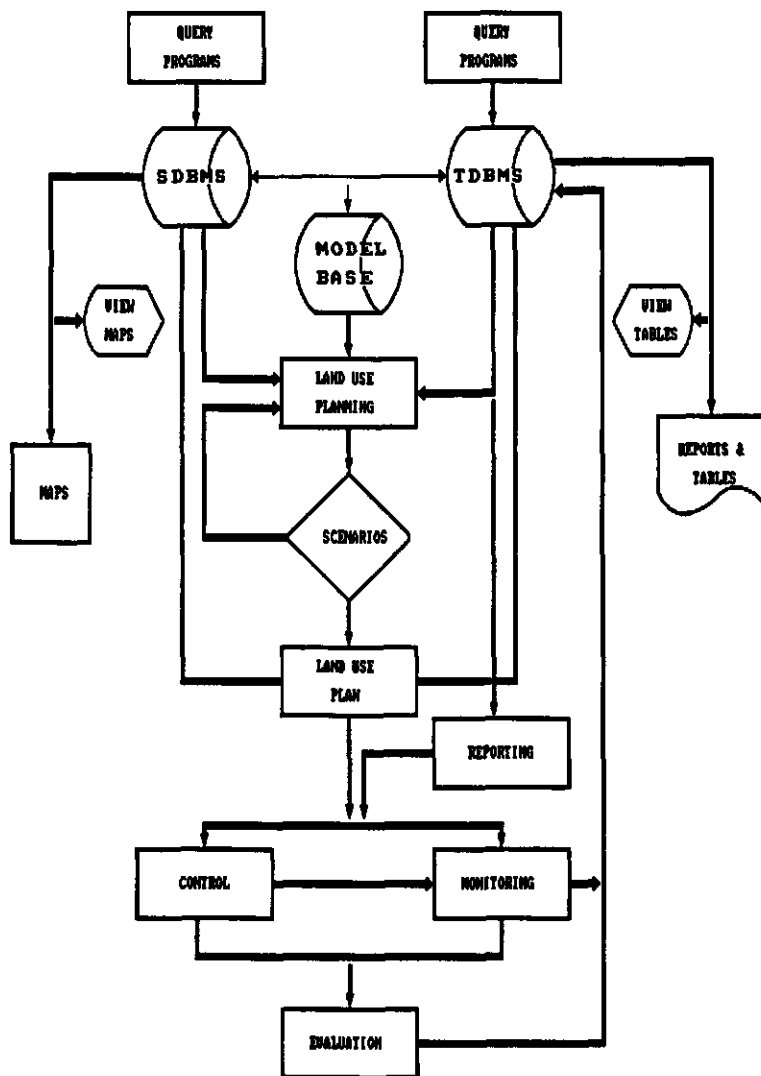 QUERY
PROGRAMS
QUERY
PROGRAMS
SDBMS
TDBMS
MODEL
BASE
VIEW
MAPS
VIEW
TABLES
LAND USE
PLANNING
MAPS
REPORTS &
TABLES
SCENARIOS
LAND USE
PLAN
REPORTING
CONTROL
MONITORING
EVALUATION